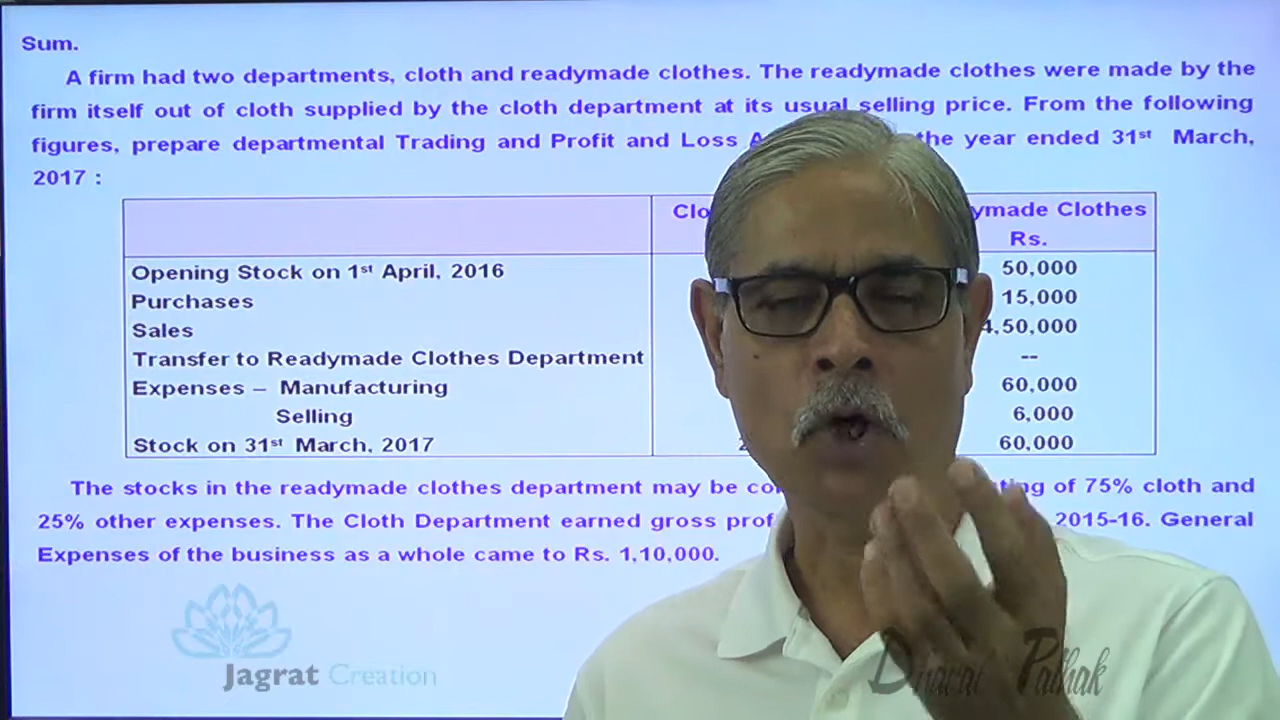 Sum.
A firm had two departments, cloth and readymade clothes. The readymade clothes were made by the
firm itself out of cloth supplied by the cloth department at its usual selling price. From the following
figures, prepare departmental Trading and Profit and Loss the year ended 31st March,
2017 :
Clothes
Rs.
Opening Stock on 1st April, 2016 50,000
Purchases 15,000
Sales 4,50,000
Transfer to Readymade Clothes Department --
Expenses – Manufacturing 60,000
Selling 6,000
Stock on 31st March, 2017 60,000
The stocks in the readymade clothes department may be of 75% cloth and
25% other expenses. The Cloth Department earned gross 2015-16. General
Expenses of the business as a whole came to Rs. 1,10,000.
Jagrat Creation
Pathak